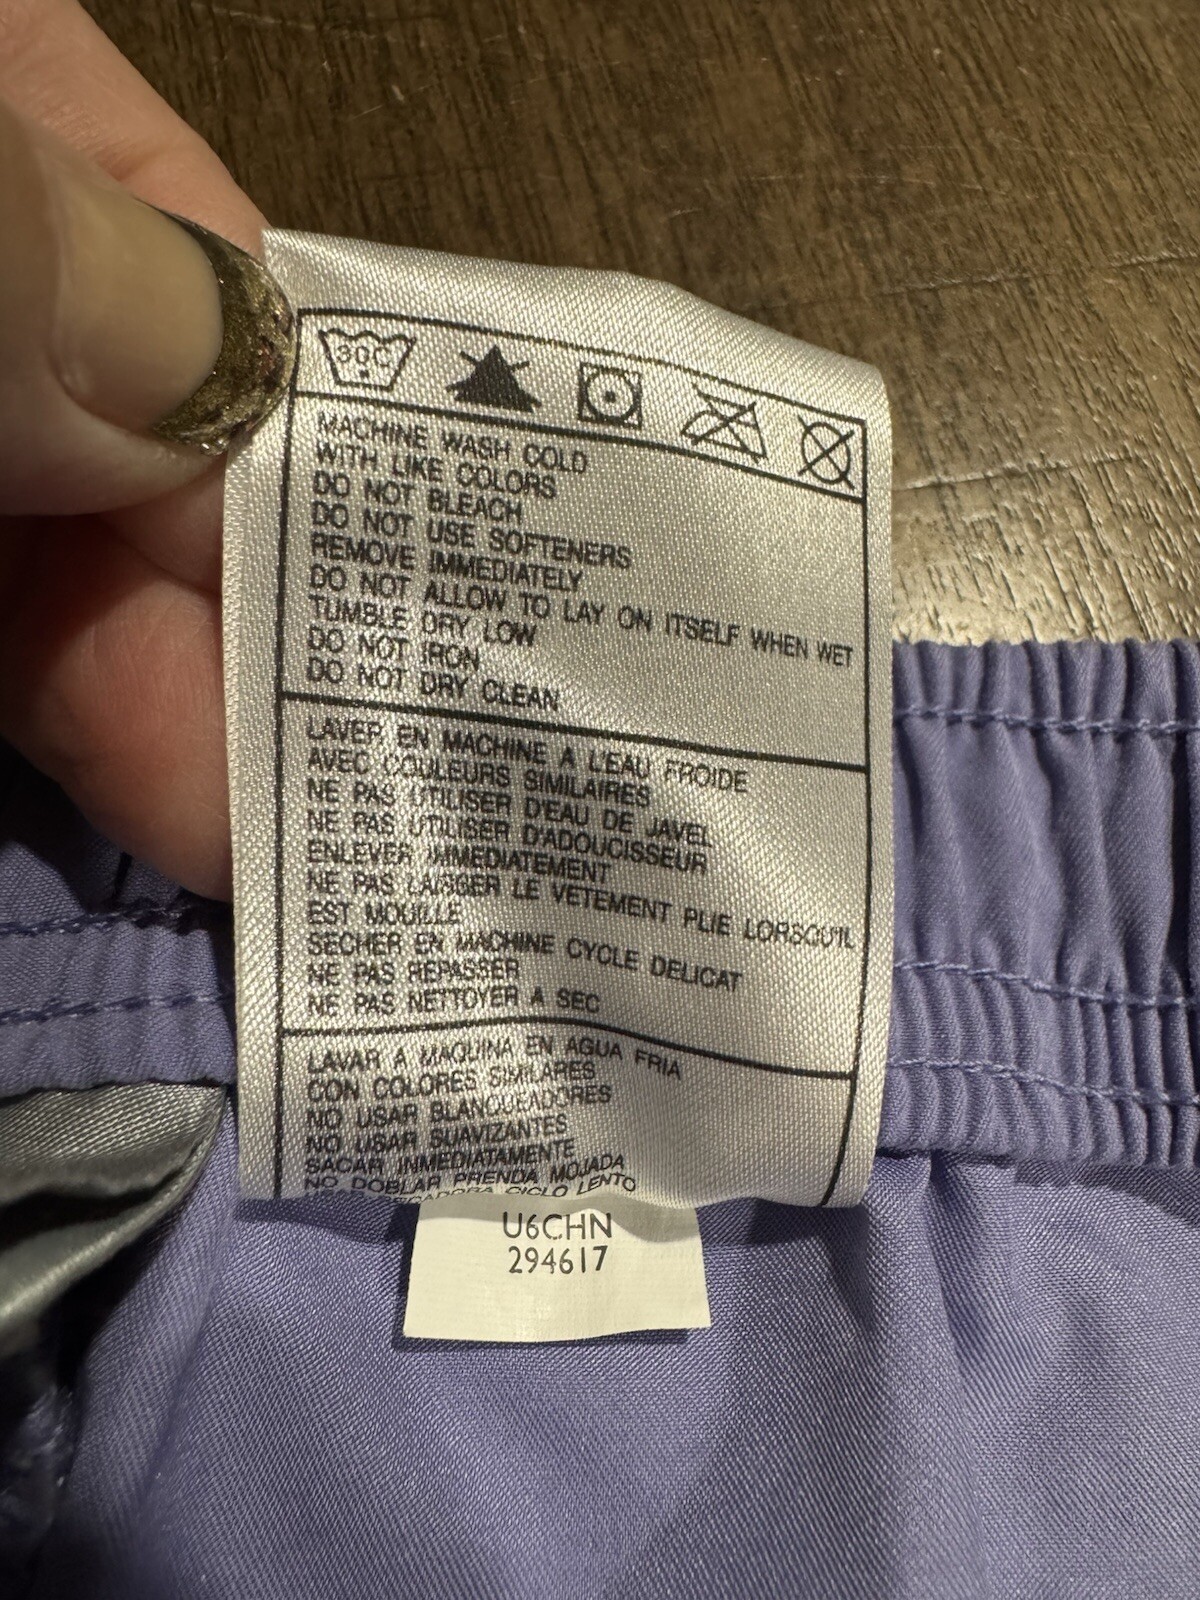 30C
MACHINE WASH COLD
WITH LIKE COLORS
DO NOT BLEACH
DO NOT USE SOFTENERS
REMOVE IMMEDIATELY
DO NOT ALLOW TO LAY ON ITSELF WHEN WET
TUMBLE DRY LOW
DO NOT IRON
DO NOT DRY CLEAN
LAVER EN MACHINE A L'EAU FROIDE
AVEC COULEURS SIMILAIRES
NE PAS UTILISER D'EAU DE JAVEL
NE PAS UTILISER D'ADOUCISSEUR
ENLEVER IMMEDIATEMENT
NE PAS LAISSER LE VETEMENT PLIE LORSQU'IL
EST MOUILLE
SECHER EN MACHINE CYCLE DELICAT
NE PAS REPASSER
NE PAS NETTOYER A SEC
LAVAR A MAQUINA EN AGUA FRIA
CON COLORES SIMILARES
NO USAR BLANQUEADORES
NO USAR SUAVIZANTES
SACAR INMEDIATAMENTE
NO DOBLAR PRENDA MOJADA
CICLO LENTO
U6CHN
294617